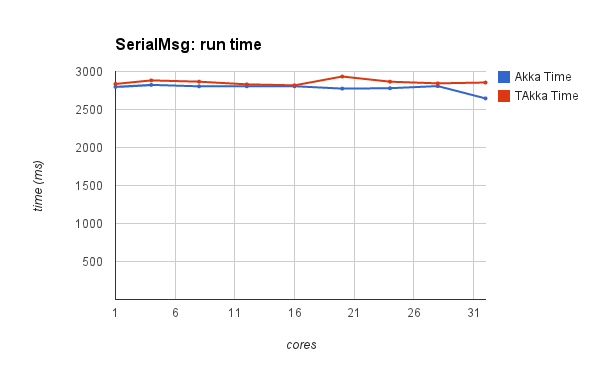 SerialMsg: run time
3000
2500
2000
1500
1000
500
time (ms)
1 6 11 16 21 26 31
cores
Akka Time
TAkka Time